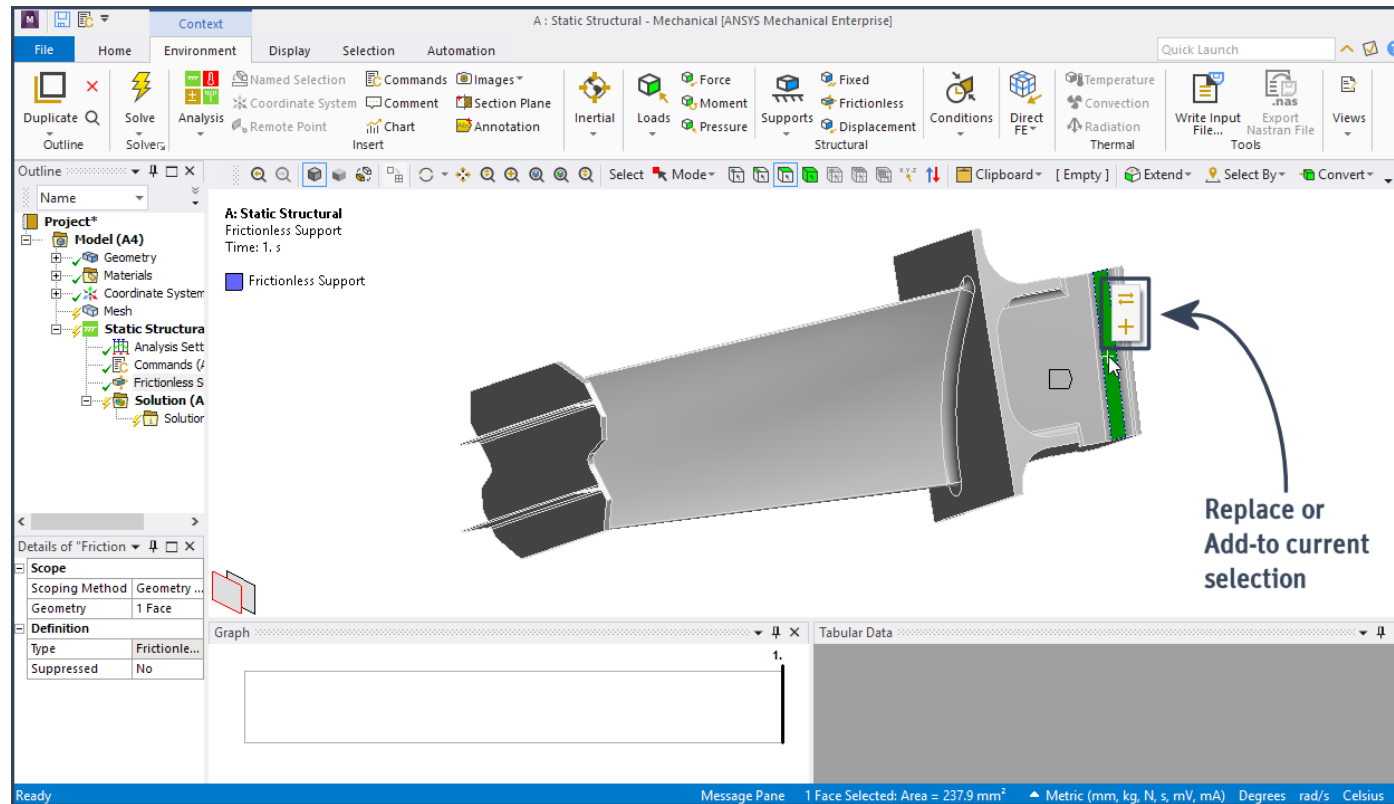 Context
A : Static Structural - Mechanical [ANSYS Mechanical Enterprise]
File Home Environment Display Selection Automation
Quick Launch
Duplicate
Outline
Solve
Solvers
Analysis
Named Selection Commands Images
Coordinate System Comment Section Plane
Remote Point Chart Annotation
Insert
Inertial
Loads
Force
Moment
Pressure
Supports
Fixed
Frictionless
Displacement
Conditions
Direct
FE
Structural
Temperature
Convection
Radiation
Thermal
Write Input
File...
Export
.nas
Nastran File
Tools
Views
Outline
Name
Select Mode Clipboard [ Empty ] Extend Select By Convert
Project*
Model (A4)
Geometry
Materials
Coordinate System
Mesh
Static Structura
Analysis Sett
Commands (A
Frictionless S
Solution (A
Solution
A: Static Structural
Frictionless Support
Time: 1. s
Frictionless Support
Replace or
Add-to current
selection
Details of "Friction
Scope
Scoping Method Geometry ...
Geometry 1 Face
Definition
Type Frictionle...
Suppressed No
Graph
1.
Tabular Data
Ready
Message Pane 1 Face Selected: Area = 237.9 mm² Metric (mm, kg, N, s, mV, mA) Degrees rad/s Celsius